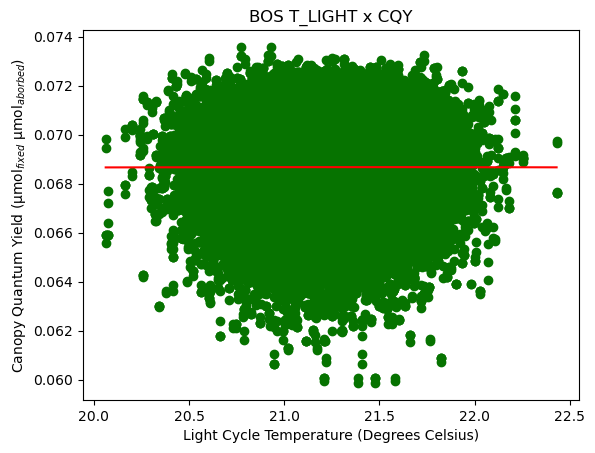 BOS T_LIGHT x CQY
Canopy Quantum Yield (μmol_fixed μmol_aborbed)
0.074
0.072
0.070
0.068
0.066
0.064
0.062
0.060
20.0 20.5 21.0 21.5 22.0 22.5
Light Cycle Temperature (Degrees Celsius)